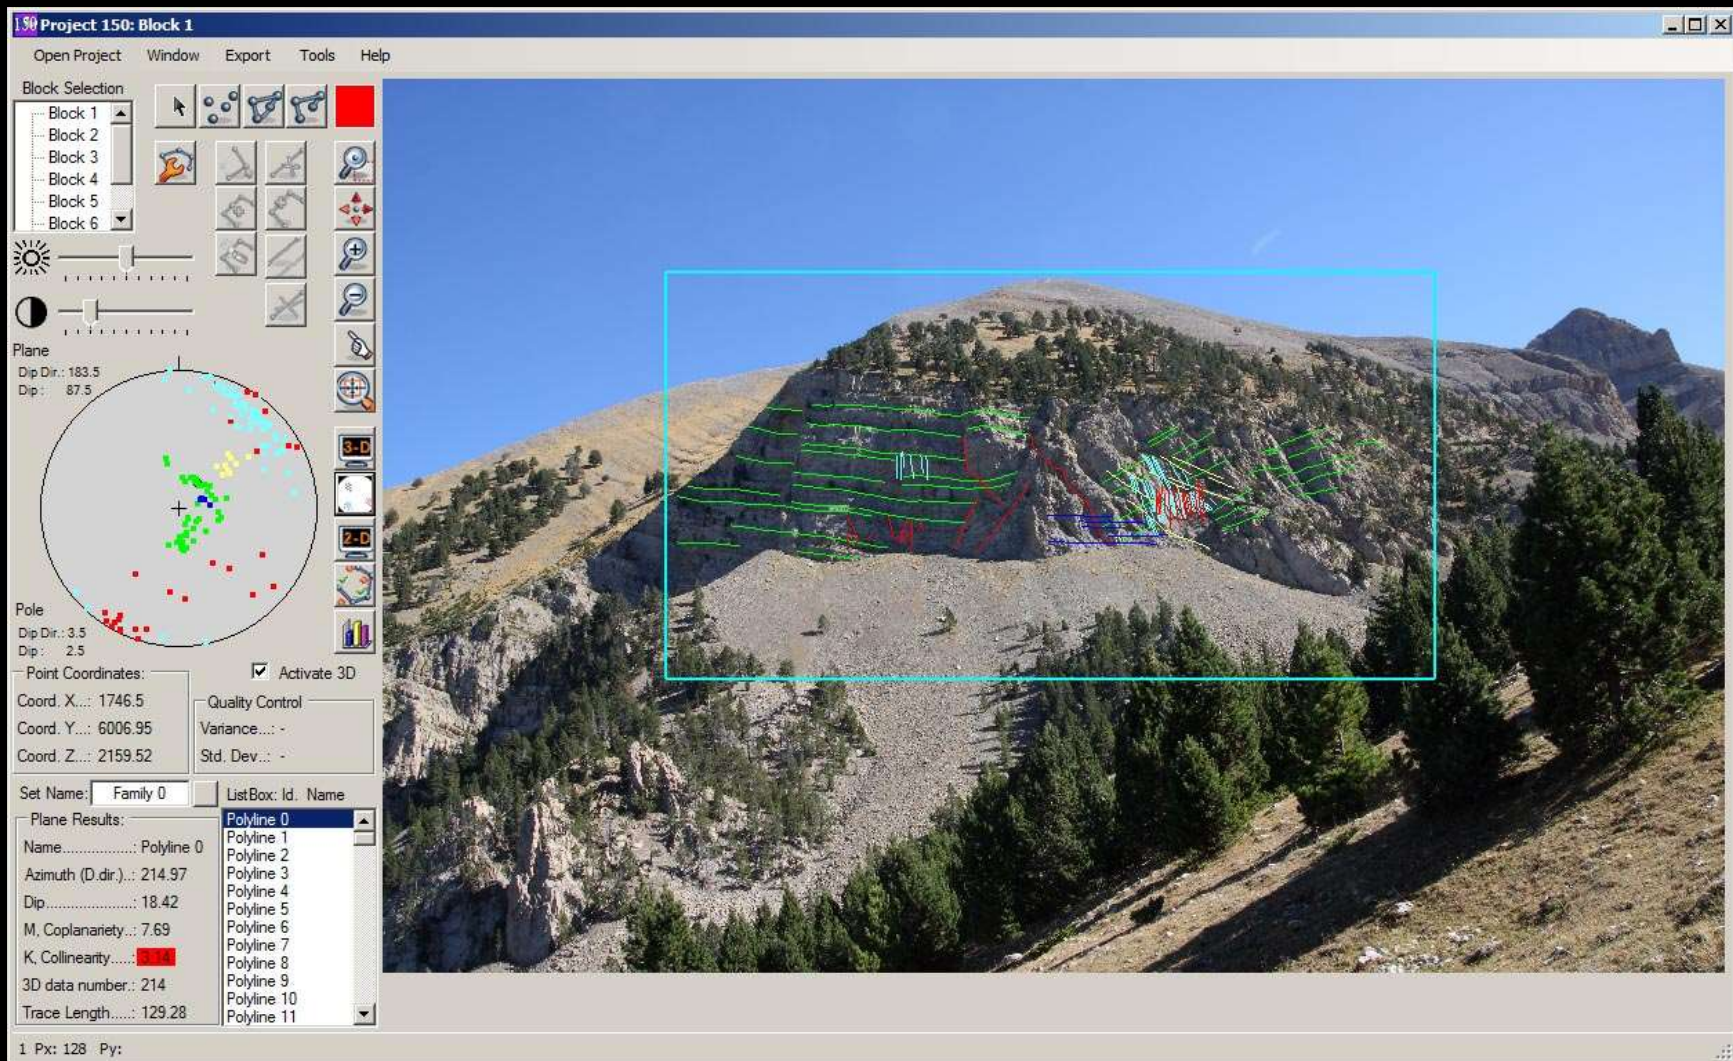 150 Project 150: Block 1
Open Project Window Export Tools Help
Block Selection
Block 1
Block 2
Block 3
Block 4
Block 5
Block 6
Plane
Dip Dir.: 183.5
Dip : 87.5
Pole
Dip Dir.: 3.5
Dip : 2.5
3-D
2-D
Point Coordinates:
Coord. X...: 1746.5
Coord. Y...: 6006.95
Coord. Z...: 2159.52
Activate 3D
Quality Control
Variance...: -
Std. Dev..: -
Set Name: Family 0
ListBox: Id. Name
Plane Results:
Name................: Polyline 0
Azimuth (D.dir.)..: 214.97
Dip.....................: 18.42
M, Coplanariety..: 7.69
K, Collinearity.....: 3.14
3D data number.: 214
Trace Length.....: 129.28
Polyline 0
Polyline 1
Polyline 2
Polyline 3
Polyline 4
Polyline 5
Polyline 6
Polyline 7
Polyline 8
Polyline 9
Polyline 10
Polyline 11
1 Px: 128 Py: